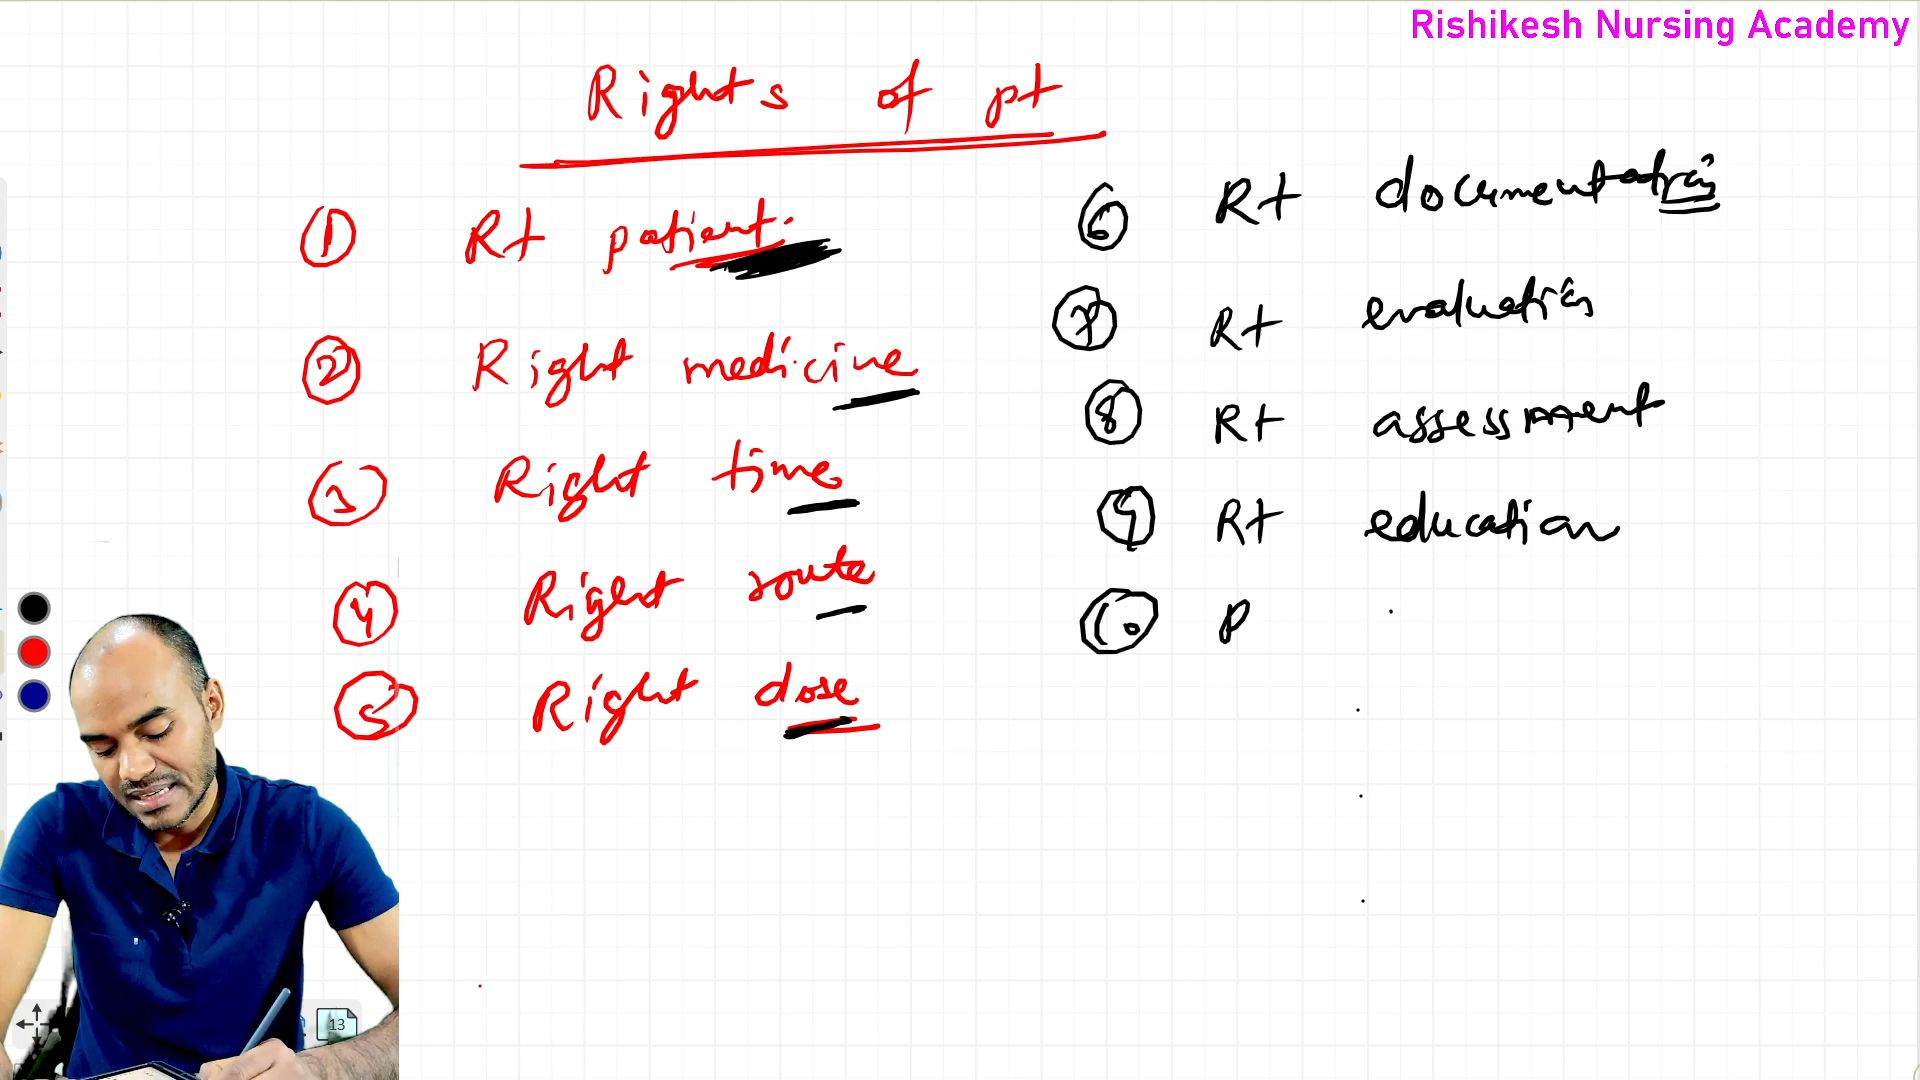 Rishikesh Nursing Academy
Rights of pt
① Rt patient.
② Right medicine
③ Right time
④ Right route
⑤ Right dose
⑥ Rt documentation
⑦ Rt evaluation
⑧ Rt assessment
⑨ Rt education
⑩ P
13